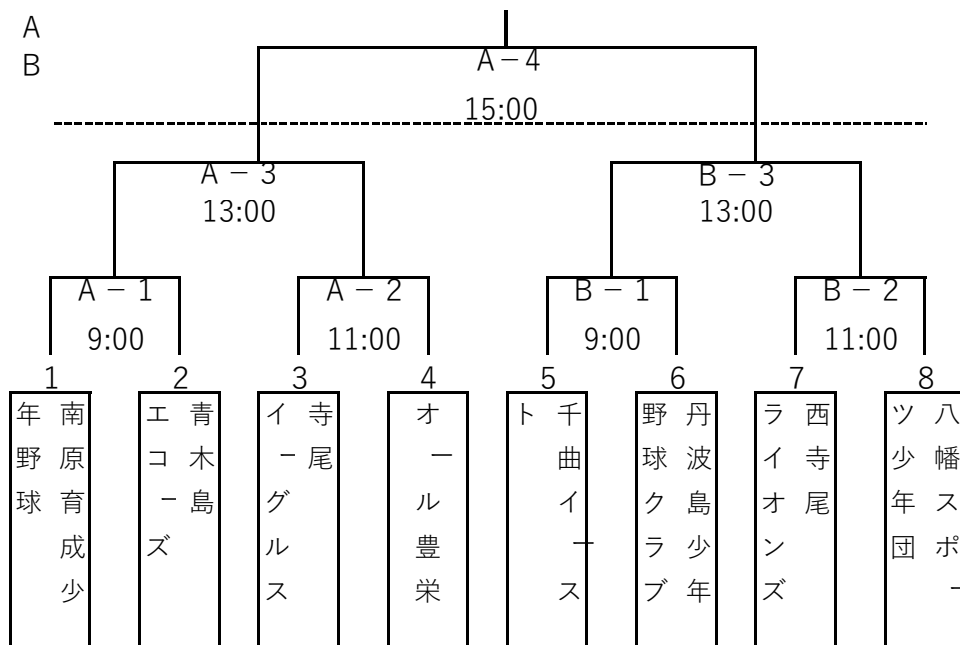 A
B
A－4
15:00
A－3
13:00
B－3
13:00
A－1
9:00
A－2
11:00
B－1
9:00
B－2
11:00
1
2
3
4
5
6
7
8
南原育成少
年野球
青木島
エコーズ
寺尾
イーグルス
オール豊栄
千曲イース
ト
丹波島少年
野球クラブ
西寺尾
ライオンズ
八幡スポー
ツ少年団